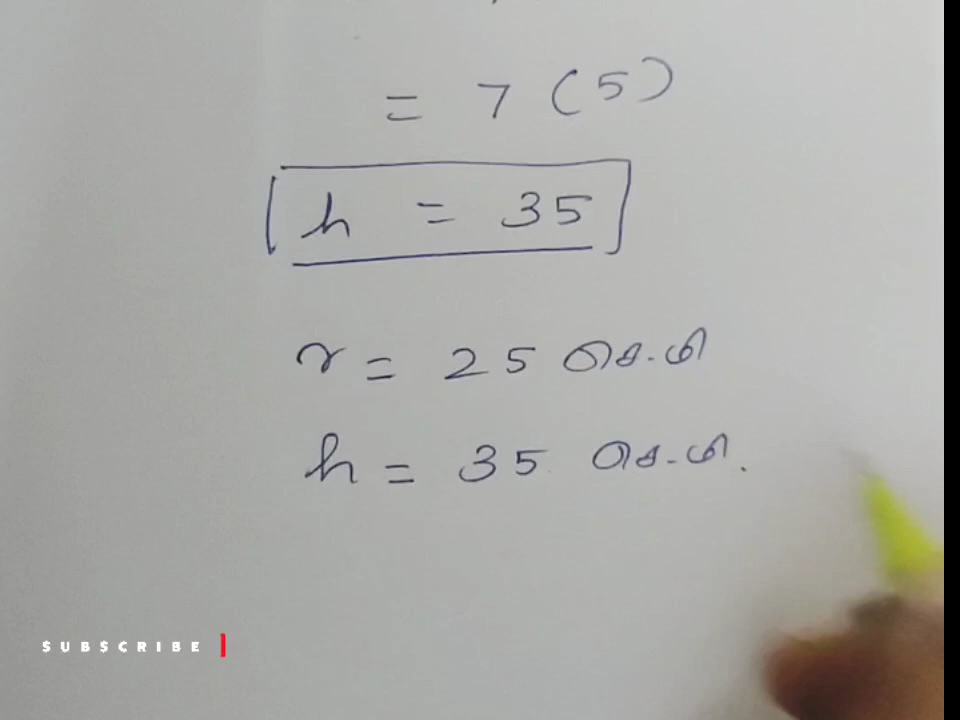 = 7 (5)
h = 35
r = 25 செ.மி
h = 35 செ.மி.
SUBSCRIBE